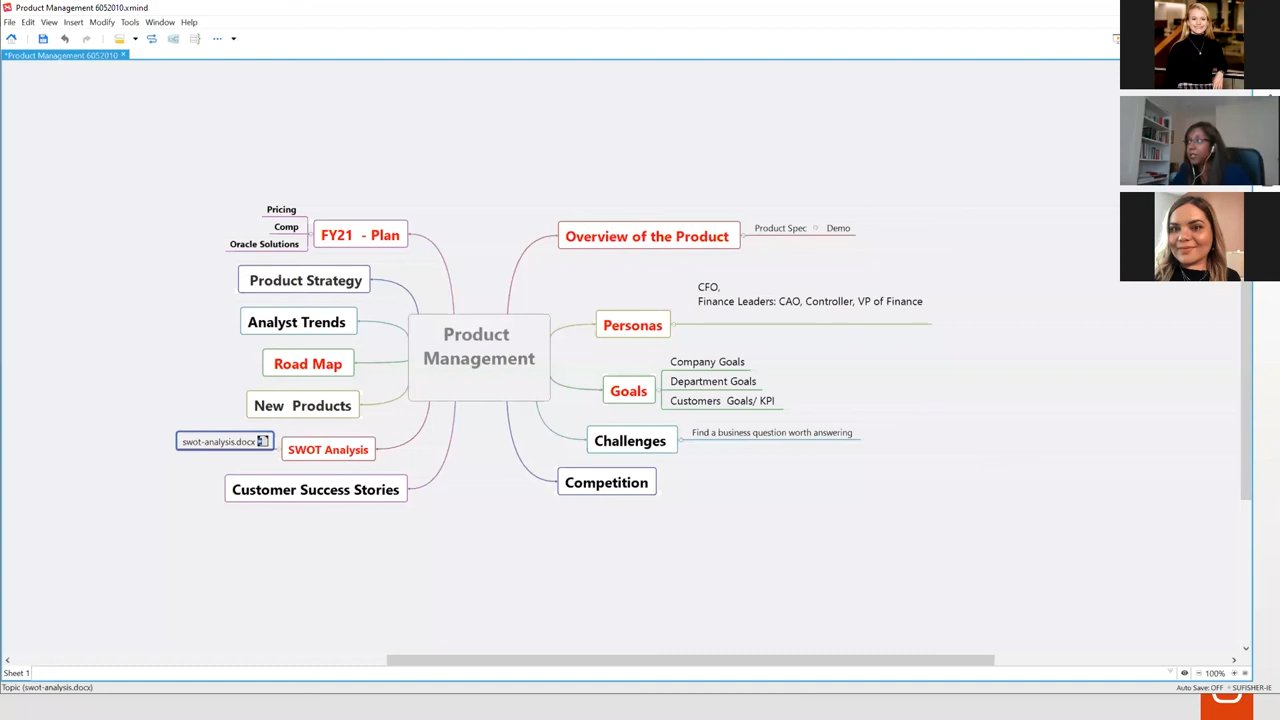 Product Management 6052010.xmind
File Edit View Insert Modify Tools Window Help
*Product Management 6052010
Pricing
Comp
Oracle Solutions
FY21 - Plan
Product Strategy
Analyst Trends
Road Map
New Products
swot-analysis.docx
SWOT Analysis
Customer Success Stories
Product
Management
Overview of the Product
Product Spec
Demo
CFO,
Finance Leaders: CAO, Controller, VP of Finance
Personas
Goals
Company Goals
Department Goals
Customers Goals/ KPI
Challenges
Find a business question worth answering
Competition
Sheet 1
100%
Topic (swot-analysis.docx)
Auto Save: OFF
SUFISHER-IE